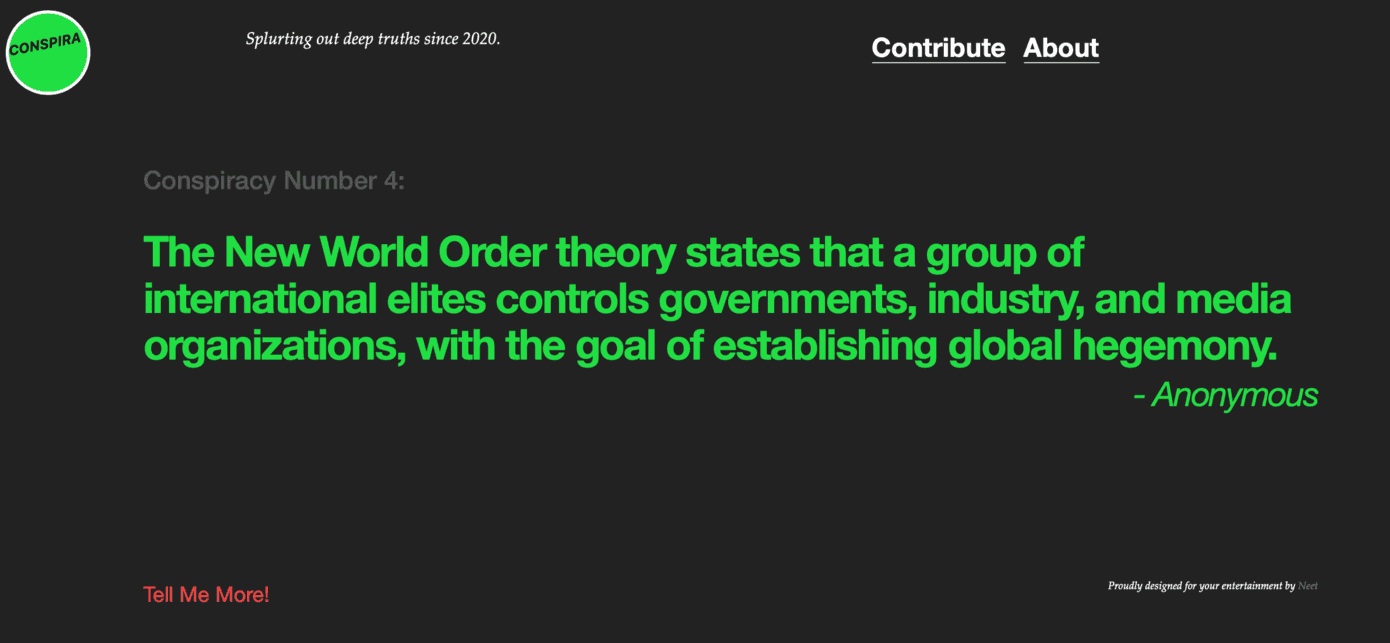 CONSPIRA
Splurting out deep truths since 2020.
Contribute About
Conspiracy Number 4:
The New World Order theory states that a group of
international elites controls governments, industry, and media
organizations, with the goal of establishing global hegemony.
- Anonymous
Tell Me More!
Proudly designed for your entertainment by Neet